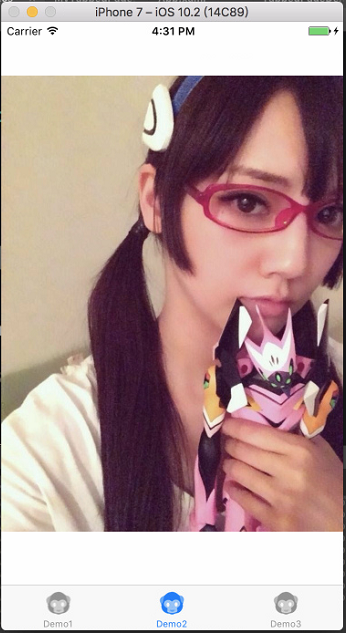 iPhone 7 – iOS 10.2 (14C89)
Carrier 4:31 PM
Demo1 Demo2 Demo3